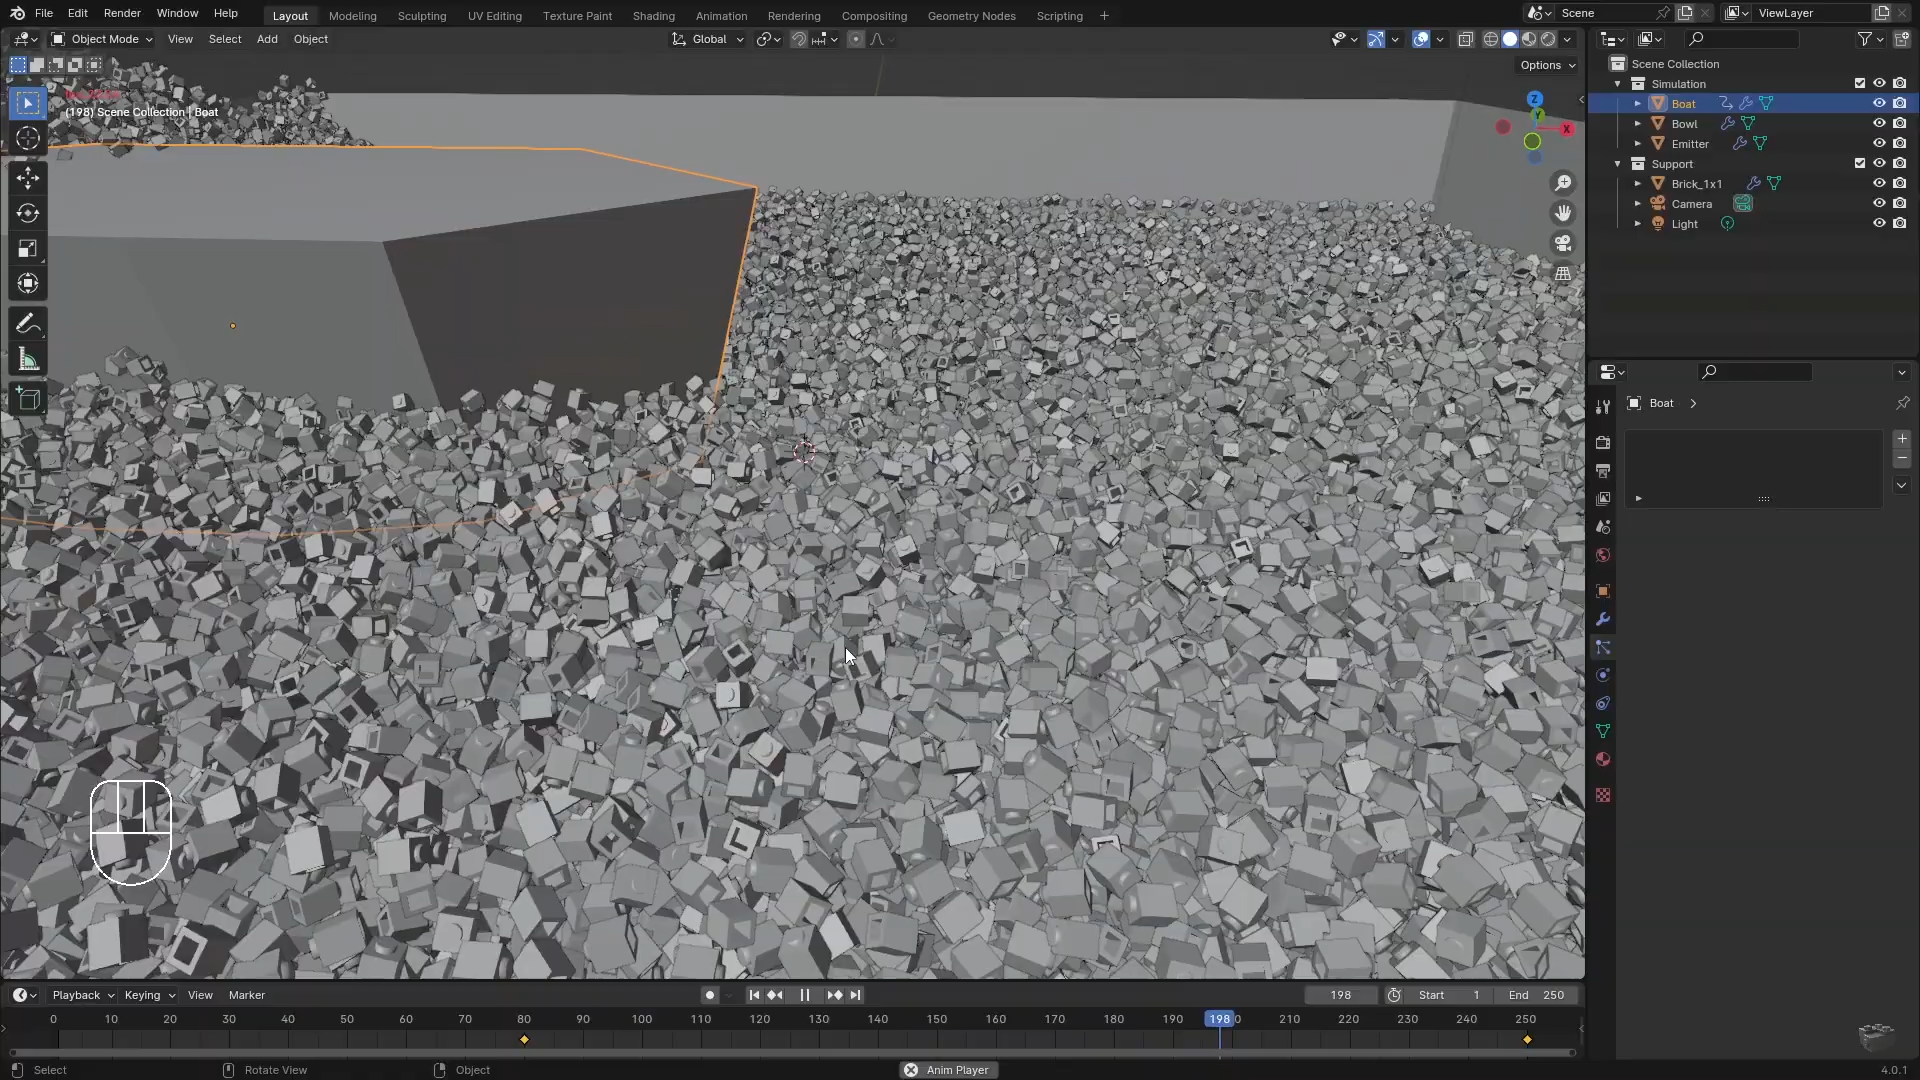 File Edit Render Window Help
Layout Modeling Sculpting UV Editing Texture Paint Shading Animation Rendering Compositing Geometry Nodes Scripting +
Scene
ViewLayer
Object Mode View Select Add Object
Global
Options
(198) Scene Collection | Boat
Z
Y
X
Scene Collection
Simulation
Boat
Bowl
Emitter
Support
Brick_1x1
Camera
Light
Boat
Playback Keying View Marker
198
Start 1
End 250
0 10 20 30 40 50 60 70 80 90 100 110 120 130 140 150 160 170 180 190 198 210 220 230 240 250
Select
Rotate View
Object
Anim Player
4.0.1